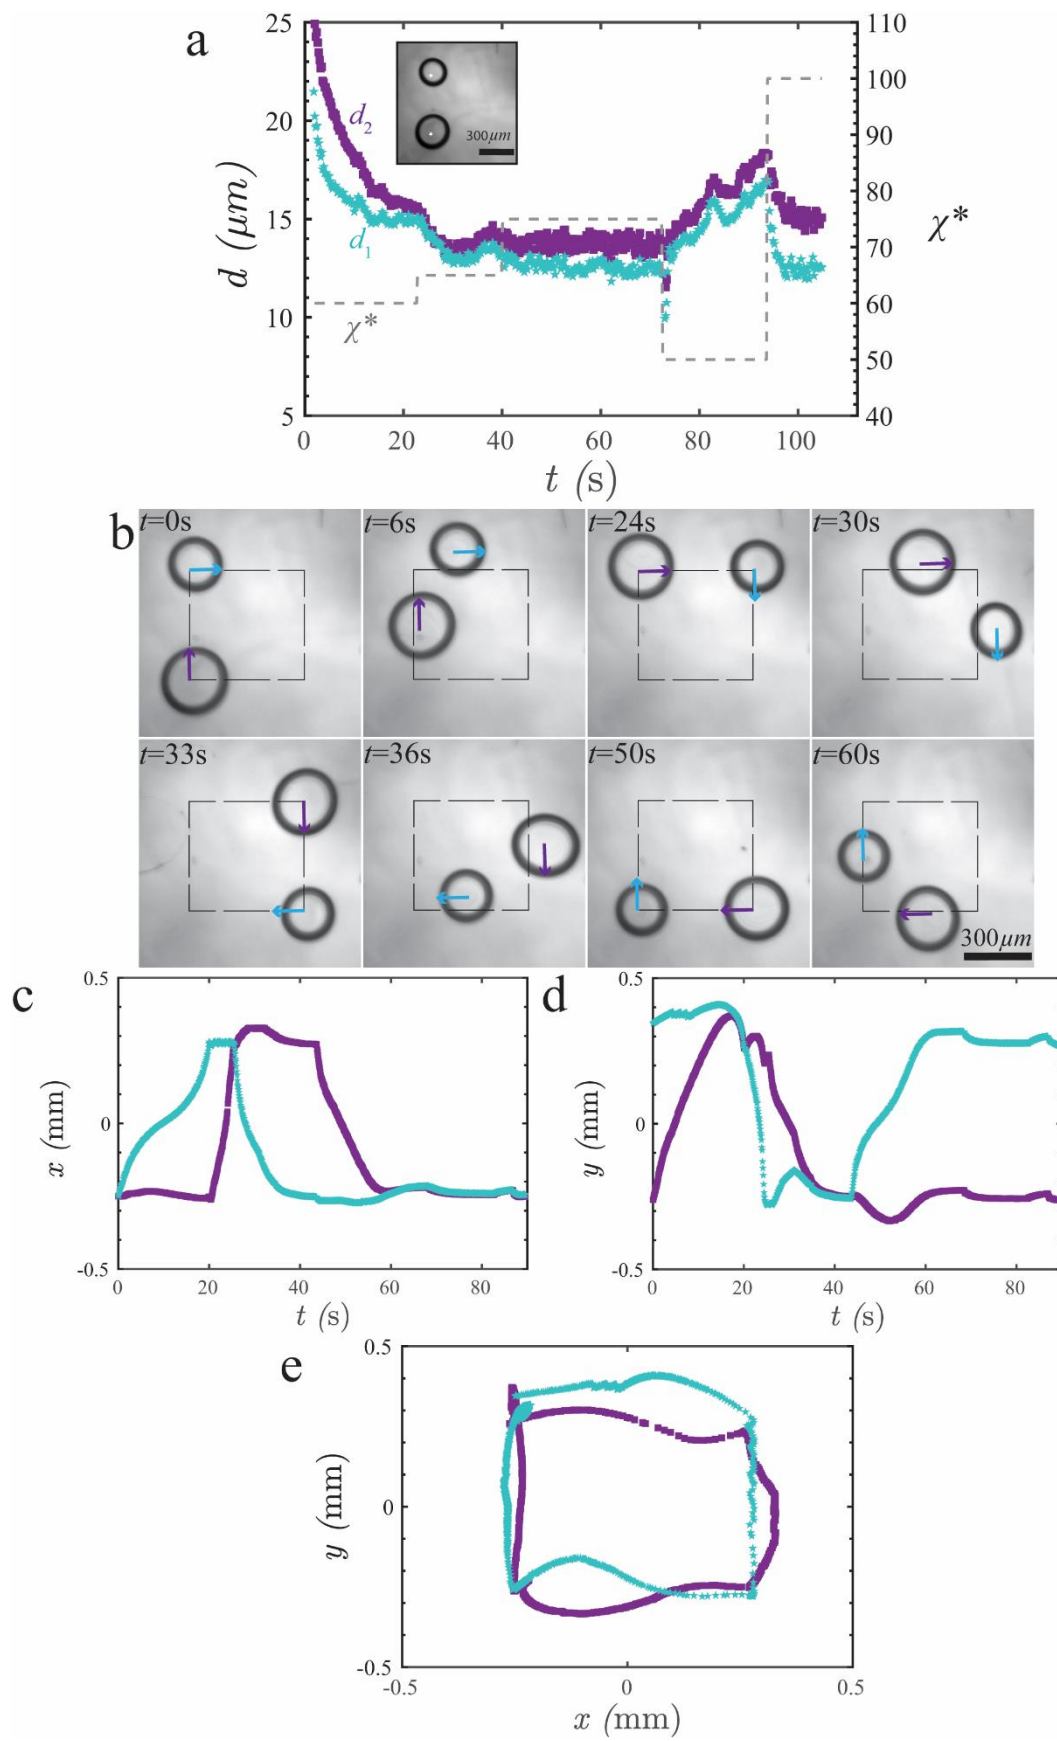 a
25
20
15
10
5
d (μm)
110
100
90
80
70
60
50
40
χ*
d₂
d₁
χ*
300μm
0 20 40 60 80 100
t (s)
b
t=0s t=6s t=24s t=30s
t=33s t=36s t=50s t=60s
300μm
c
0.5
0
-0.5
x (mm)
0 20 40 60 80
t (s)
d
0.5
0
-0.5
y (mm)
0 20 40 60 80
t (s)
e
0.5
0
-0.5
y (mm)
-0.5 0 0.5
x (mm)